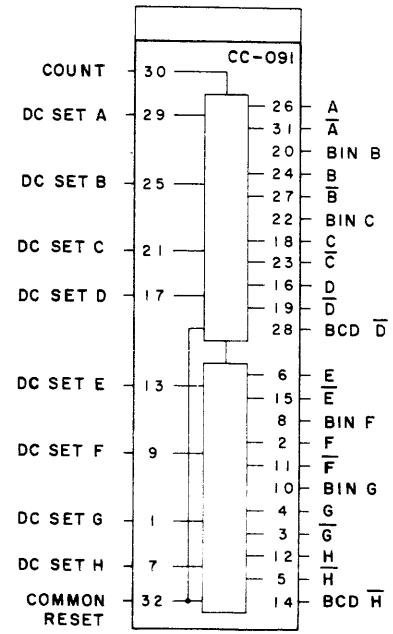 CC-091
COUNT 30
26 A
DC SET A 29
31 A̅
20 BIN B
24 B
DC SET B 25
27 B̅
22 BIN C
18 C
DC SET C 21
23 C̅
16 D
DC SET D 17
19 D̅
28 BCD D̅
6 E
DC SET E 13
15 E̅
8 BIN F
2 F
DC SET F 9
11 F̅
10 BIN G
4 G
DC SET G 1
3 G̅
12 H
DC SET H 7
5 H̅
COMMON RESET 32
14 BCD H̅